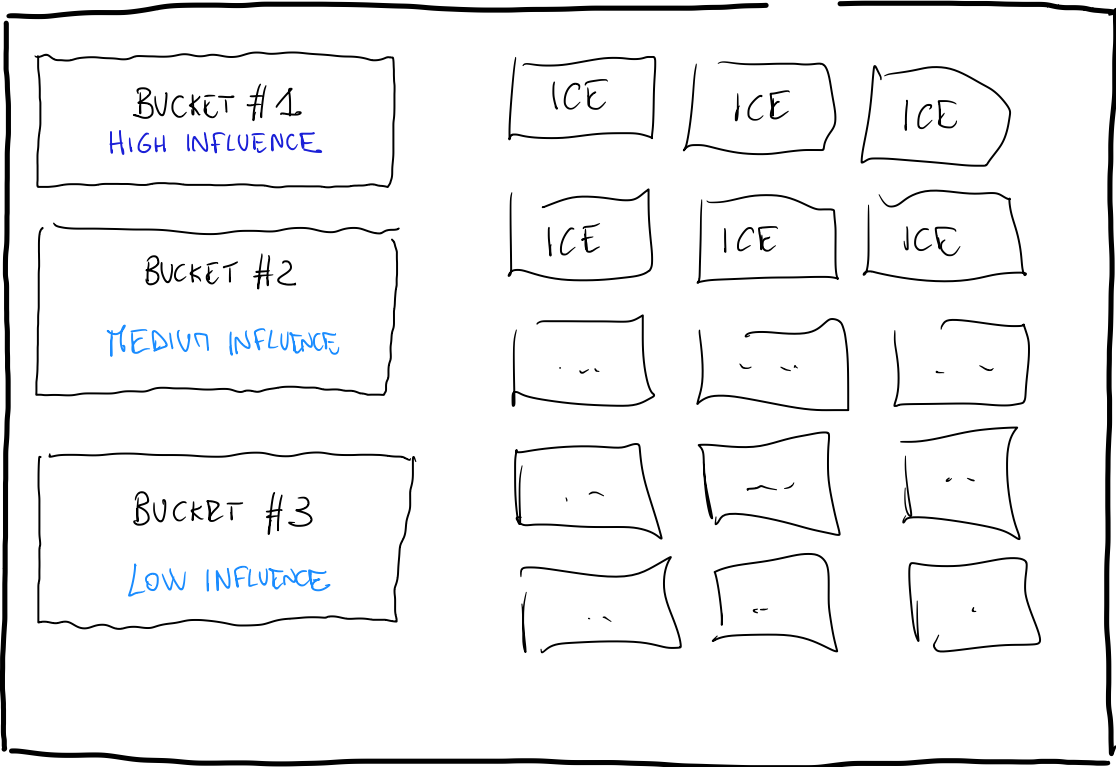 BUCKET #1
HIGH INFLUENCE
BUCKET #2
MEDIUM INFLUENCE
BUCKET #3
LOW INFLUENCE
ICE ICE ICE
ICE ICE ICE